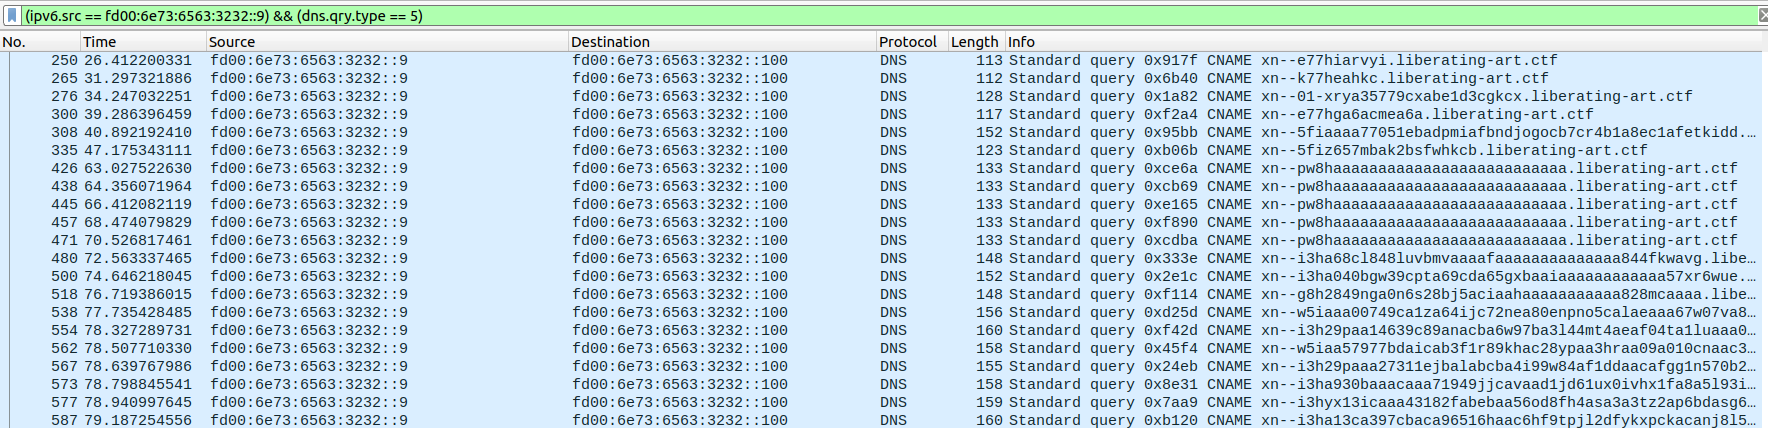 (ipv6.src == fd00:6e73:6563:3232::9) && (dns.qry.type == 5)
No. Time Source Destination Protocol Length Info
250 26.412200331 fd00:6e73:6563:3232::9 fd00:6e73:6563:3232::100 DNS 113 Standard query 0x917f CNAME xn--e77hiarvyi.liberating-art.ctf
265 31.297321886 fd00:6e73:6563:3232::9 fd00:6e73:6563:3232::100 DNS 112 Standard query 0x6b40 CNAME xn--k77heahkc.liberating-art.ctf
276 34.247032251 fd00:6e73:6563:3232::9 fd00:6e73:6563:3232::100 DNS 128 Standard query 0x1a82 CNAME xn--01-xrya35779cxabe1d3cgkcx.liberating-art.ctf
300 39.286396459 fd00:6e73:6563:3232::9 fd00:6e73:6563:3232::100 DNS 117 Standard query 0xf2a4 CNAME xn--e77hga6acmea6a.liberating-art.ctf
308 40.892192410 fd00:6e73:6563:3232::9 fd00:6e73:6563:3232::100 DNS 152 Standard query 0x95bb CNAME xn--5fiaaaa77051ebadpmiafbndjogocb7cr4b1a8ec1afetkidd.…
335 47.175343111 fd00:6e73:6563:3232::9 fd00:6e73:6563:3232::100 DNS 123 Standard query 0xb06b CNAME xn--5fiz657mbak2bsfwhkcb.liberating-art.ctf
426 63.027522630 fd00:6e73:6563:3232::9 fd00:6e73:6563:3232::100 DNS 133 Standard query 0xce6a CNAME xn--pw8haaaaaaaaaaaaaaaaaaaaaaaaaa.liberating-art.ctf
438 64.356071964 fd00:6e73:6563:3232::9 fd00:6e73:6563:3232::100 DNS 133 Standard query 0xcb69 CNAME xn--pw8haaaaaaaaaaaaaaaaaaaaaaaaaa.liberating-art.ctf
445 66.412082119 fd00:6e73:6563:3232::9 fd00:6e73:6563:3232::100 DNS 133 Standard query 0xe165 CNAME xn--pw8haaaaaaaaaaaaaaaaaaaaaaaaaa.liberating-art.ctf
457 68.474079829 fd00:6e73:6563:3232::9 fd00:6e73:6563:3232::100 DNS 133 Standard query 0xf890 CNAME xn--pw8haaaaaaaaaaaaaaaaaaaaaaaaaa.liberating-art.ctf
471 70.526817461 fd00:6e73:6563:3232::9 fd00:6e73:6563:3232::100 DNS 133 Standard query 0xcdba CNAME xn--pw8haaaaaaaaaaaaaaaaaaaaaaaaaa.liberating-art.ctf
480 72.563337465 fd00:6e73:6563:3232::9 fd00:6e73:6563:3232::100 DNS 148 Standard query 0x333e CNAME xn--i3ha68cl848luvbmvaaaafaaaaaaaaaaaaaa844fkwavg.libe…
500 74.646218045 fd00:6e73:6563:3232::9 fd00:6e73:6563:3232::100 DNS 152 Standard query 0x2e1c CNAME xn--i3ha040bgw39cpta69cda65gxbaaiaaaaaaaaaaaa57xr6wue.…
518 76.719386015 fd00:6e73:6563:3232::9 fd00:6e73:6563:3232::100 DNS 148 Standard query 0xf114 CNAME xn--g8h2849nga0n6s28bj5aciaahaaaaaaaaaaa828mcaaaa.libe…
538 77.735428485 fd00:6e73:6563:3232::9 fd00:6e73:6563:3232::100 DNS 156 Standard query 0xd25d CNAME xn--w5iaaa00749ca1za64ijc72nea80enpno5calaeaaa67w07va8…
554 78.327289731 fd00:6e73:6563:3232::9 fd00:6e73:6563:3232::100 DNS 160 Standard query 0xf42d CNAME xn--i3h29paa14639c89anacba6w97ba3l44mt4aeaf04ta1luaaa0…
562 78.507710330 fd00:6e73:6563:3232::9 fd00:6e73:6563:3232::100 DNS 158 Standard query 0x45f4 CNAME xn--w5iaa57977bdaicab3f1r89khac28ypaa3hraa09a010cnaac3…
567 78.639767986 fd00:6e73:6563:3232::9 fd00:6e73:6563:3232::100 DNS 155 Standard query 0x24eb CNAME xn--i3h29paaa27311ejbalabcba4i99w84af1ddaacafgg1n570b2…
573 78.798845541 fd00:6e73:6563:3232::9 fd00:6e73:6563:3232::100 DNS 158 Standard query 0x8e31 CNAME xn--i3ha930baaacaaa71949jjcavaad1jd61ux0ivhx1fa8a5l93i…
577 78.940997645 fd00:6e73:6563:3232::9 fd00:6e73:6563:3232::100 DNS 159 Standard query 0x7aa9 CNAME xn--i3hyx13icaaa43182fabebaa56od8fh4asa3a3tz2ap6bdasg6…
587 79.187254556 fd00:6e73:6563:3232::9 fd00:6e73:6563:3232::100 DNS 160 Standard query 0xb120 CNAME xn--i3ha13ca397cbaca96516haac6hf9tpjl2dfykxpckacanj8l5…